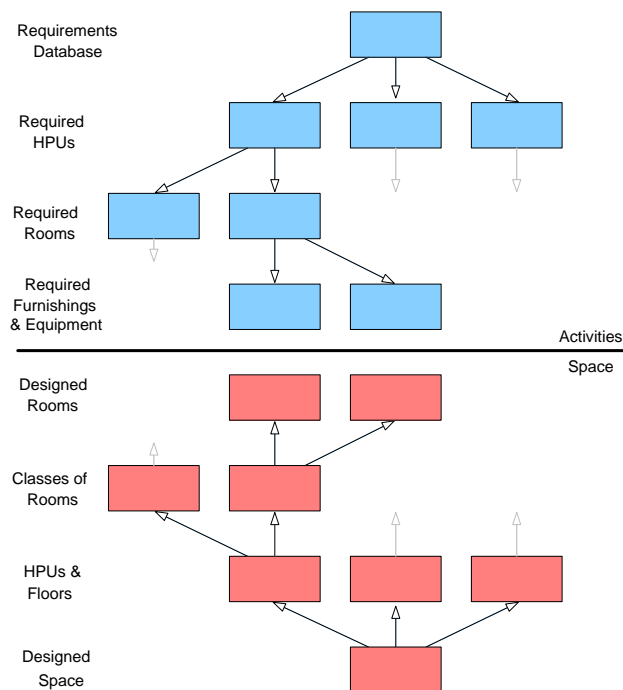 Requirements
Database
Required
HPUs
Required
Rooms
Required
Furnishings
& Equipment
Activities
Space
Designed
Rooms
Classes of
Rooms
HPUs &
Floors
Designed
Space